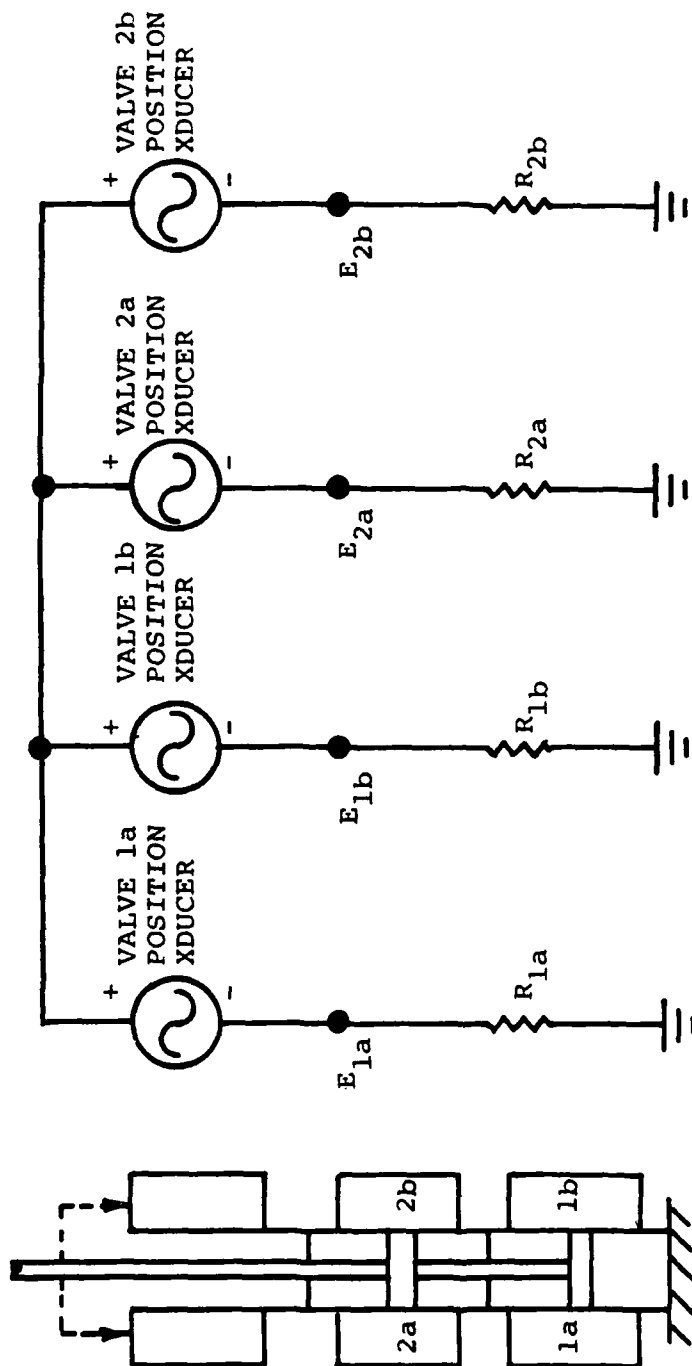 VALVE 1a
POSITION
XDUCER
+
-
E1a
R1a
VALVE 1b
POSITION
XDUCER
+
-
E1b
R1b
VALVE 2a
POSITION
XDUCER
+
-
E2a
R2a
VALVE 2b
POSITION
XDUCER
+
-
E2b
R2b
2a
2b
1a
1b